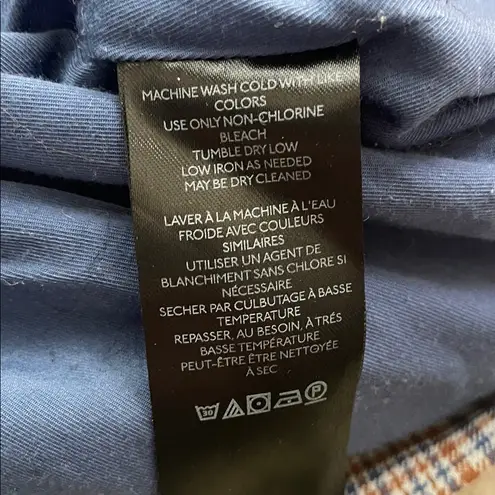 MACHINE WASH COLD WITH LIKE
COLORS
USE ONLY NON-CHLORINE
BLEACH
TUMBLE DRY LOW
LOW IRON AS NEEDED
MAY BE DRY CLEANED
LAVER À LA MACHINE À L'EAU
FROIDE AVEC COULEURS
SIMILAIRES
UTILISER UN AGENT DE
BLANCHIMENT SANS CHLORE SI
NÉCESSAIRE
SECHER PAR CULBUTAGE À BASSE
TEMPERATURE
REPASSER, AU BESOIN, À TRÉS
BASSE TEMPÉRATURE
PEUT-ÊTRE ÊTRE NETTOYÉE
À SEC
30